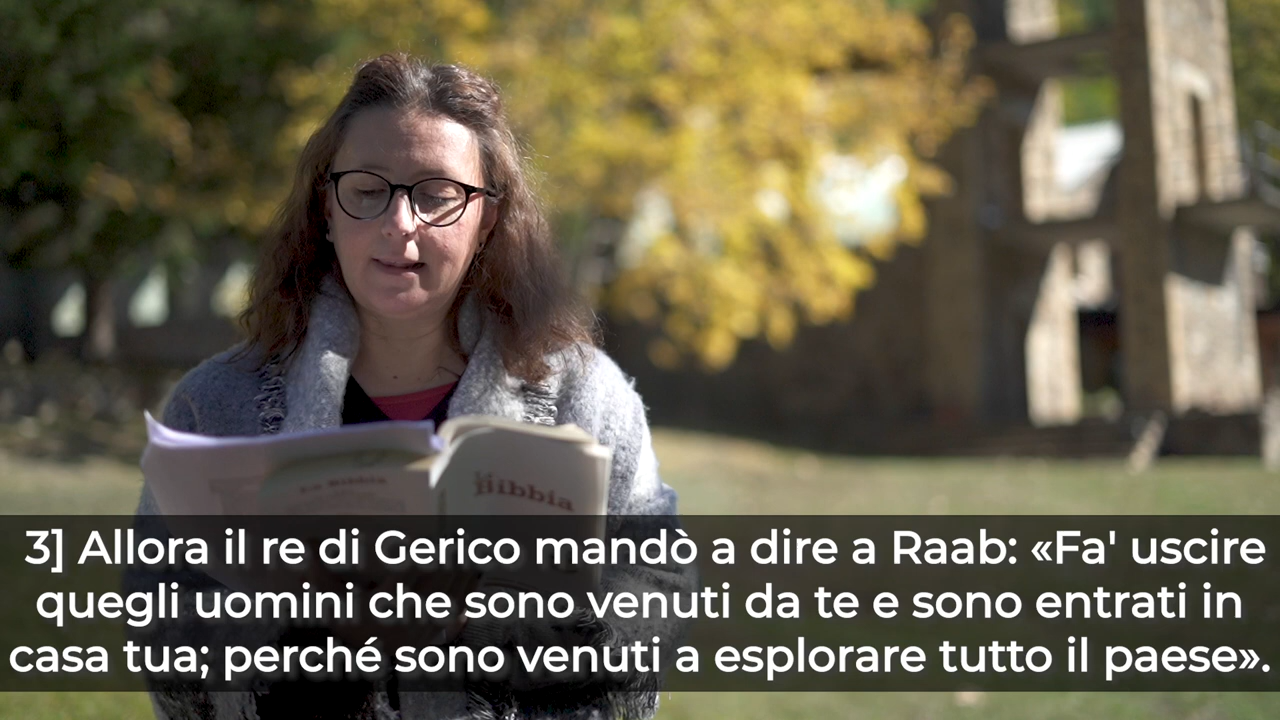 La Bibbia
La
Bibbia
3] Allora il re di Gerico mandò a dire a Raab: «Fa' uscire
quegli uomini che sono venuti da te e sono entrati in
casa tua; perché sono venuti a esplorare tutto il paese».